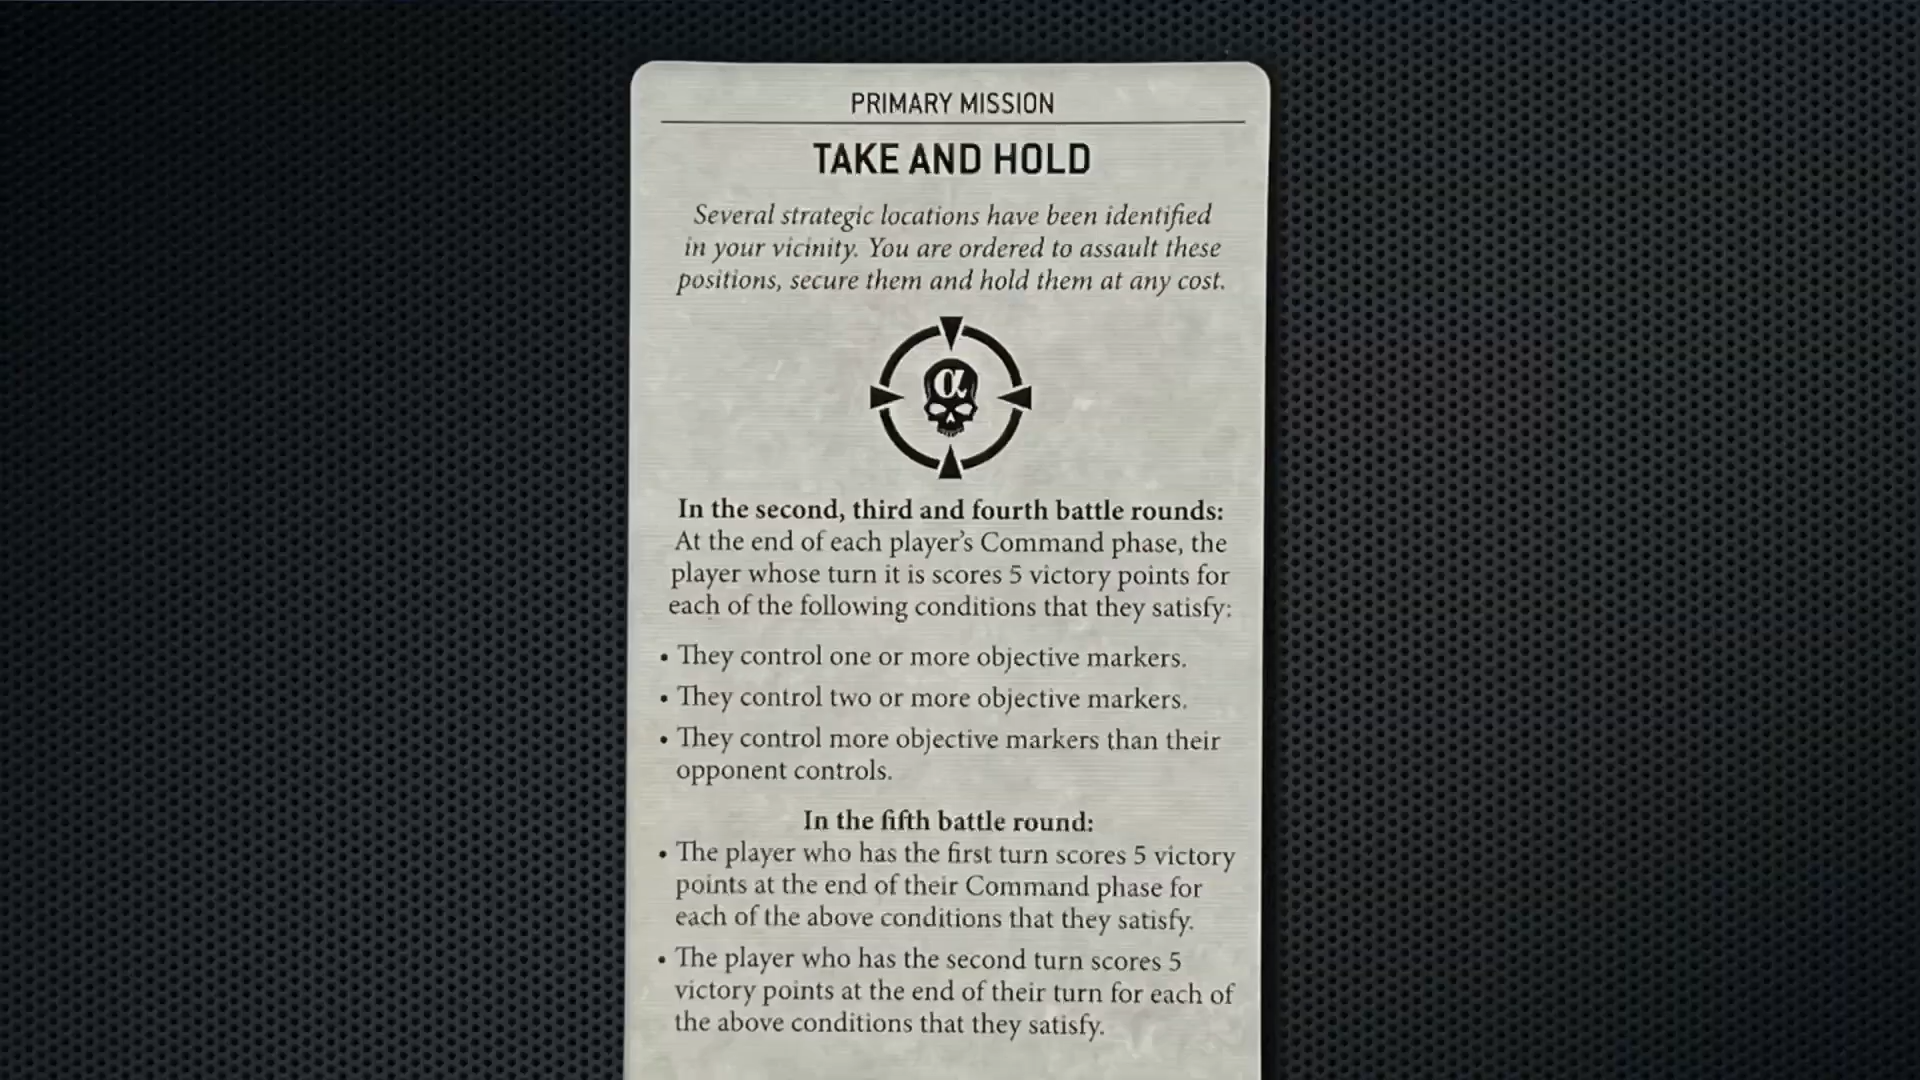 PRIMARY MISSION
TAKE AND HOLD
Several strategic locations have been identified
in your vicinity. You are ordered to assault these
positions, secure them and hold them at any cost.
α
In the second, third and fourth battle rounds:
At the end of each player's Command phase, the
player whose turn it is scores 5 victory points for
each of the following conditions that they satisfy:
• They control one or more objective markers.
• They control two or more objective markers.
• They control more objective markers than their
opponent controls.
In the fifth battle round:
• The player who has the first turn scores 5 victory
points at the end of their Command phase for
each of the above conditions that they satisfy.
• The player who has the second turn scores 5
victory points at the end of their turn for each of
the above conditions that they satisfy.